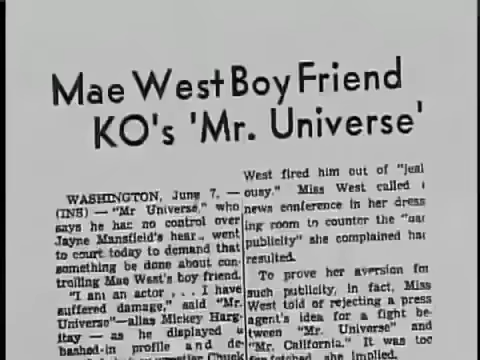 Mae West Boy Friend
KO's 'Mr. Universe'
WASHINGTON, June 7, —
(INS) — "Mr Universe," who
says he has no control over
Jayne Mansfield's hear.. went
to court today to demand that
something be done about con-
trolling Mae West's boy friend.
"I am an actor . . . I have
suffered damage," said "Mr.
Universe"—alias Mickey Harg-
itay — as he displayed a
bashed-in profile and de-
Chuck
West fired him out of "jeal
ousy." Miss West called
news conference in her dress
ing room to counter the
publicity" she complained had
resulted.
To prove her aversion for
such publicity, in fact, Miss
West told of rejecting a press
agent's idea for a fight be-
tween "Mr. Universe" and
"Mr. California." It was too
she implied.